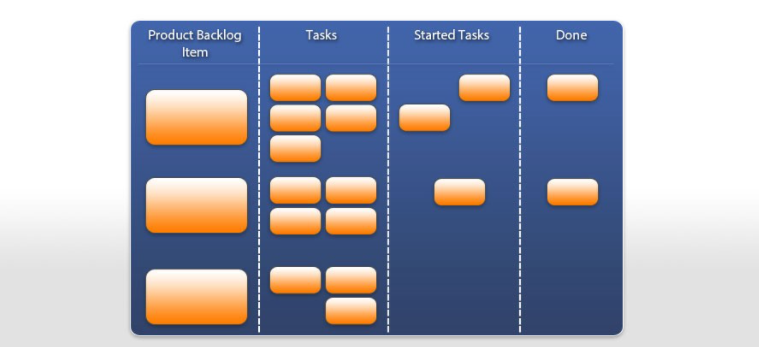 Product Backlog
Item
Tasks
Started Tasks
Done